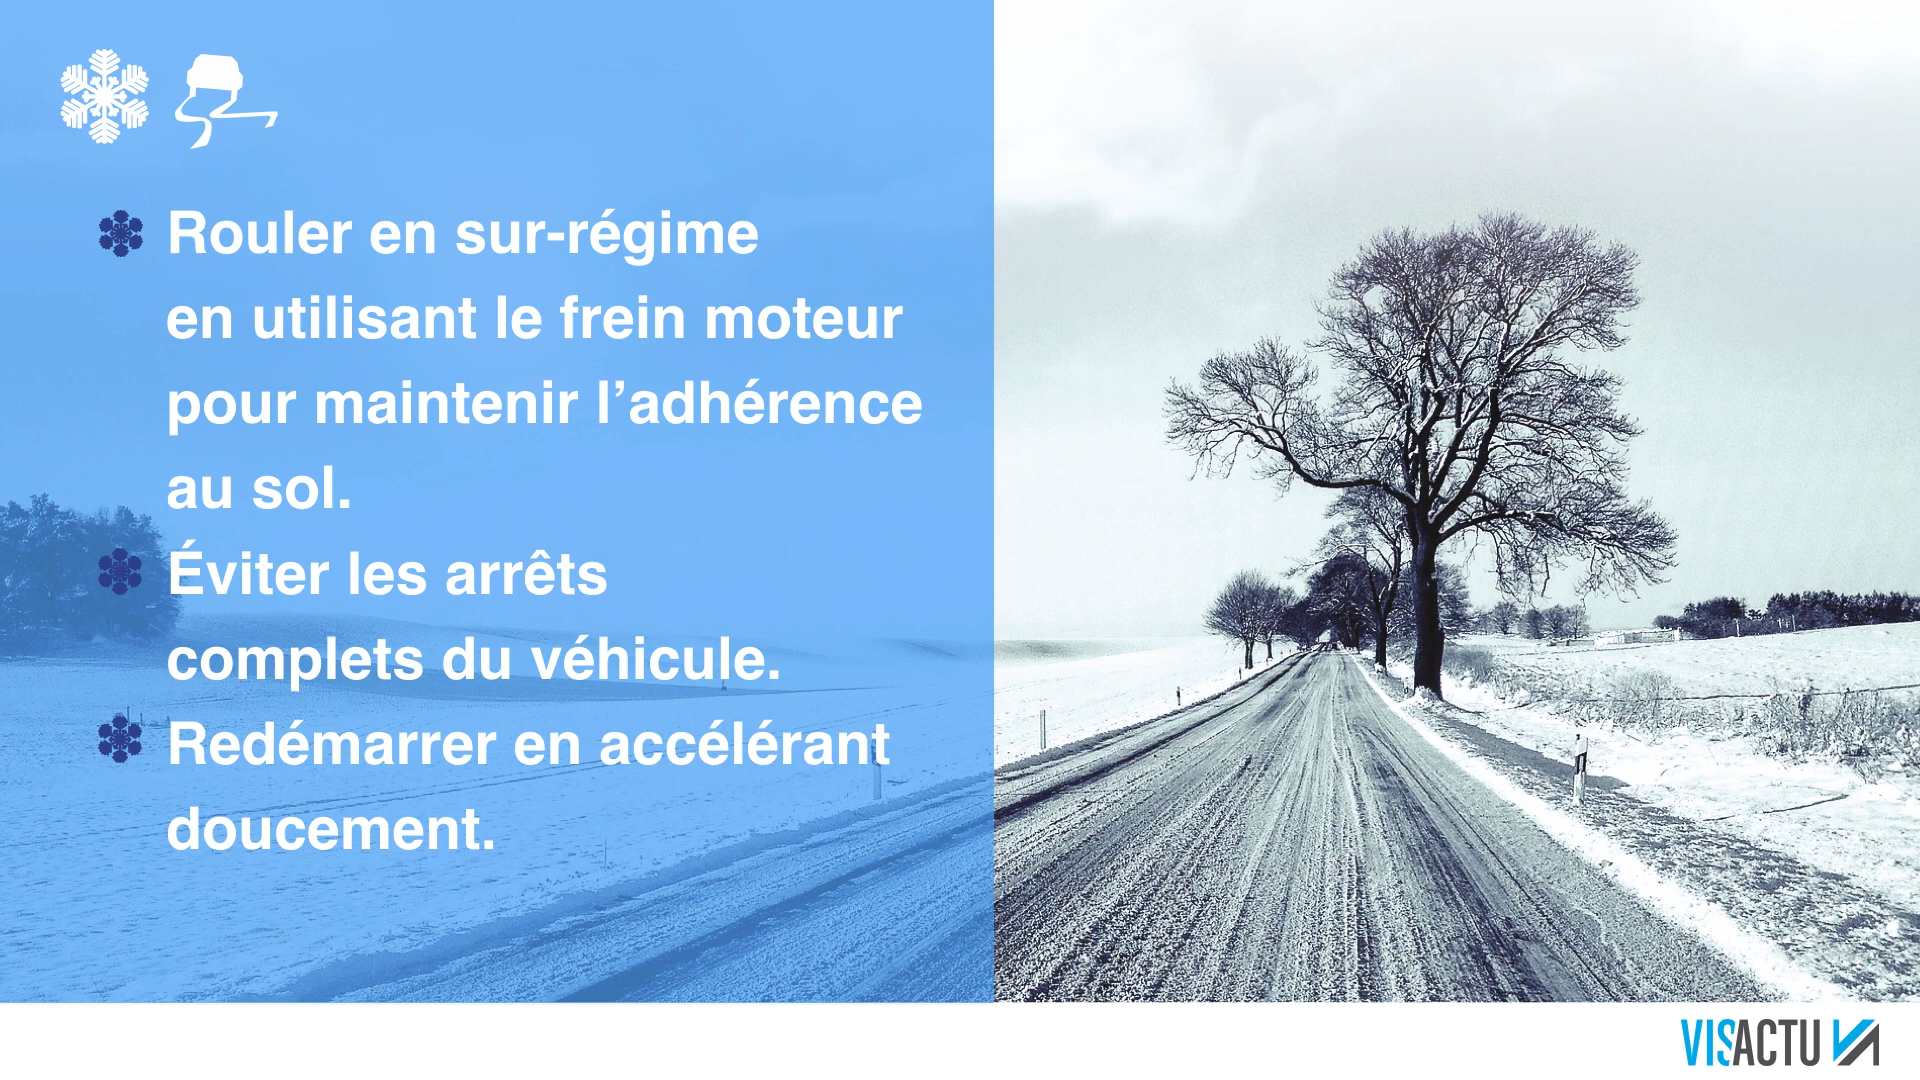 Rouler en sur-régime
en utilisant le frein moteur
pour maintenir l’adhérence
au sol.
Éviter les arrêts
complets du véhicule.
Redémarrer en accélérant
doucement.
VISACTU